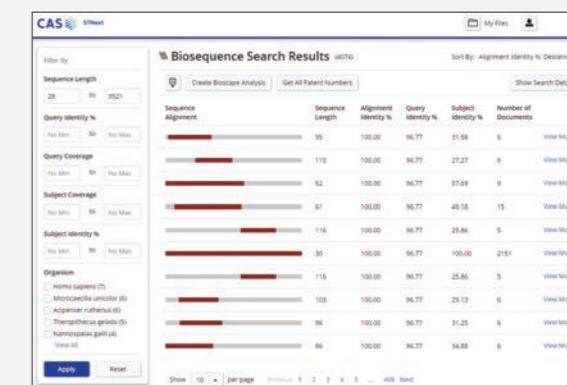 CAS STNext
My Files
Filter By
Sequence Length
28 to 9521
Query Identity %
No Min to No Max
Query Coverage
No Min to No Max
Subject Coverage
No Min to No Max
Subject Identity %
No Min to No Max
Organism
Homo sapiens (7)
Microcaecilia unicolor (6)
Acipenser ruthenus (6)
Theropithecus gelada (5)
Nannospalax galili (4)
View All
Apply Reset
Biosequence Search Results (4074)
Sort By: Alignment Identity %: Descend
Create Bioscape Analysis Get All Patent Numbers Show Search Deta
Sequence Alignment Sequence Length Alignment Identity % Query Identity % Subject Identity % Number of Documents
95 100.00 96.77 31.58 6 View Mo
110 100.00 96.77 27.27 6 View Mo
52 100.00 96.77 57.69 9 View Mo
61 100.00 96.77 49.18 15 View Mo
116 100.00 96.77 25.86 5 View Mo
30 100.00 96.77 100.00 2151 View Mo
116 100.00 96.77 25.86 5 View Mo
103 100.00 96.77 29.13 6 View Mo
96 100.00 96.77 31.25 6 View Mo
86 100.00 96.77 34.88 6 View Mo
Show 10 per page Previous 1 2 3 4 5 ... 408 Next